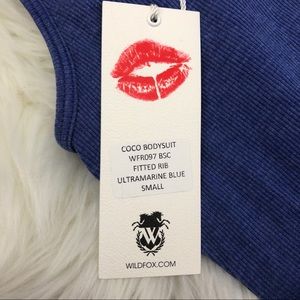 COCO BODYSUIT
WFR097 BSC
FITTED RIB
ULTRAMARINE BLUE
SMALL
W
WILDFOX.COM